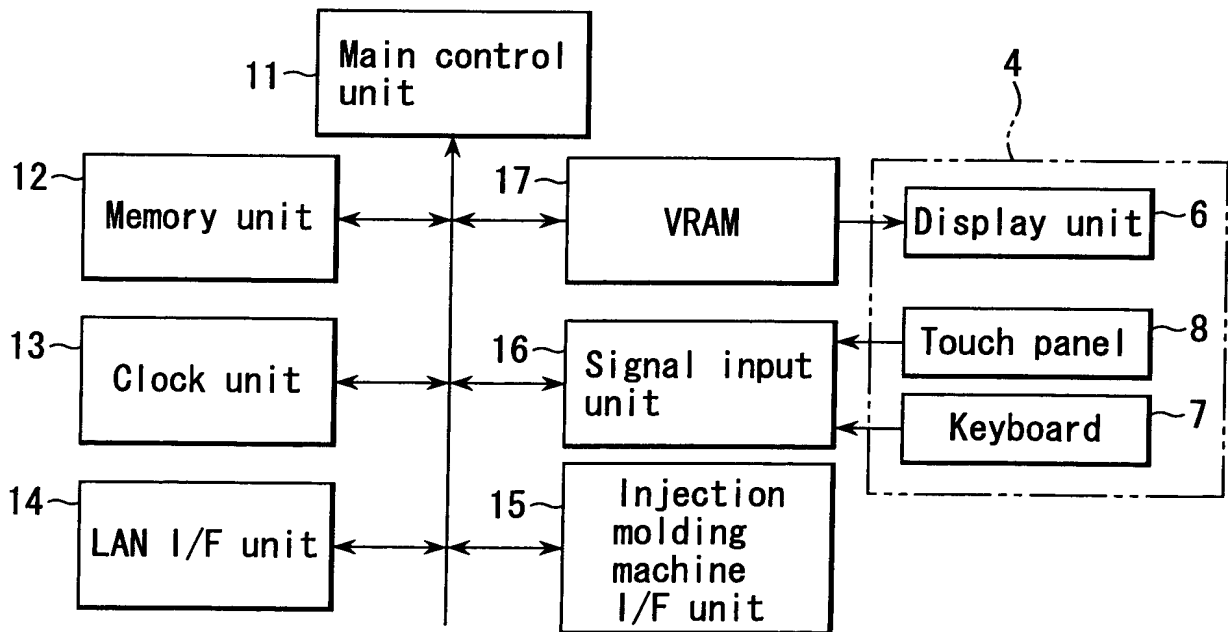 Main control
unit
11
4
12
Memory unit
17
VRAM
Display unit
6
13
Clock unit
16
Signal input
unit
Touch panel
8
Keyboard
7
14
LAN I/F unit
15
Injection
molding
machine
I/F unit